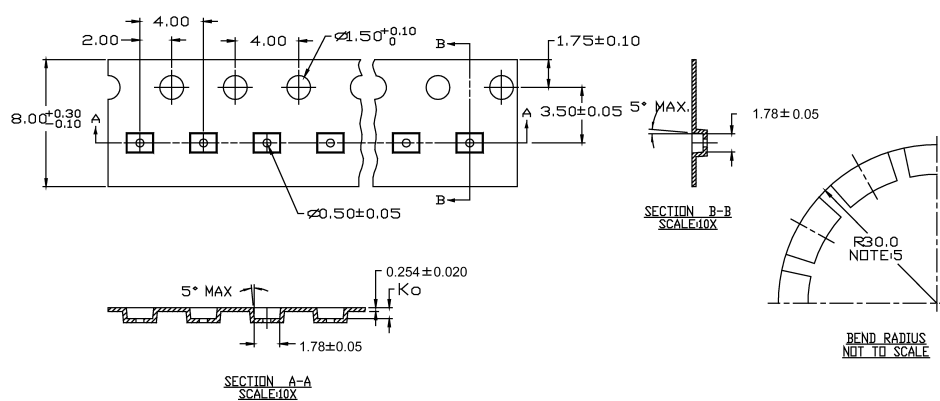 4.00
2.00
4.00
Ø1.50+0.10 0
B
1.75±0.10
8.00+0.30 -0.10
A
A
3.50±0.05
5° MAX.
1.78±0.05
B
Ø0.50±0.05
SECTION B-B
SCALE:10X
R30.0
NOTE:5
0.254±0.020
5° MAX
Ko
1.78±0.05
BEND RADIUS
NOT TO SCALE
SECTION A-A
SCALE:10X